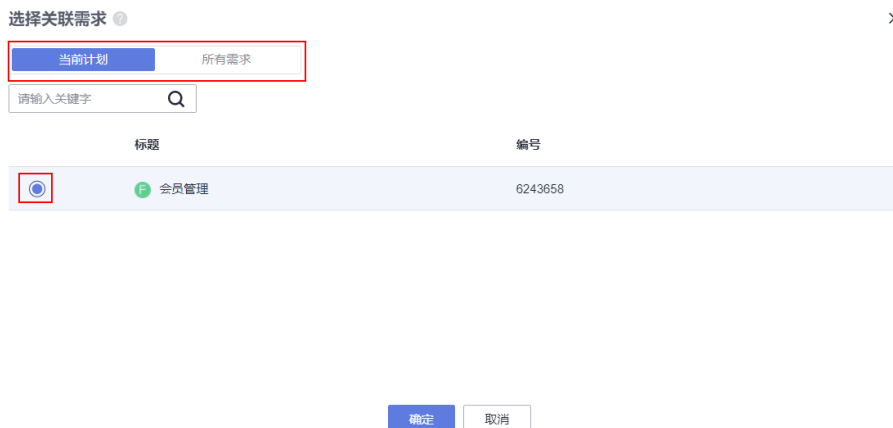 选择关联需求 ?
当前计划 所有需求
请输入关键字
标题 编号
F 会员管理 6243658
确定 取消